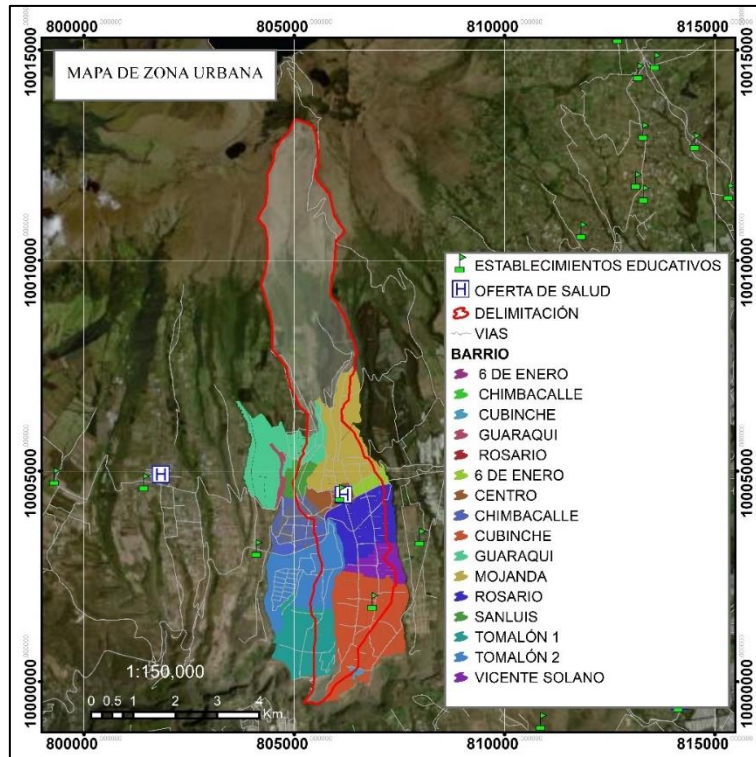 800000
805000
810000
815000
10015000
10015000
MAPA DE ZONA URBANA
10010000
10010000
ESTABLECIMIENTOS EDUCATIVOS
H OFERTA DE SALUD
DELIMITACIÓN
VIAS
BARRIO
6 DE ENERO
CHIMBACALLE
CUBINCHE
GUARAQUI
ROSARIO
6 DE ENERO
CENTRO
CHIMBACALLE
CUBINCHE
GUARAQUI
MOJANDA
ROSARIO
SANLUIS
TOMALÓN 1
TOMALÓN 2
VICENTE SOLANO
10005000
10005000
H
H
10000000
10000000
1:150,000
0 0.5 1 2 3 4
Km
800000
805000
810000
815000